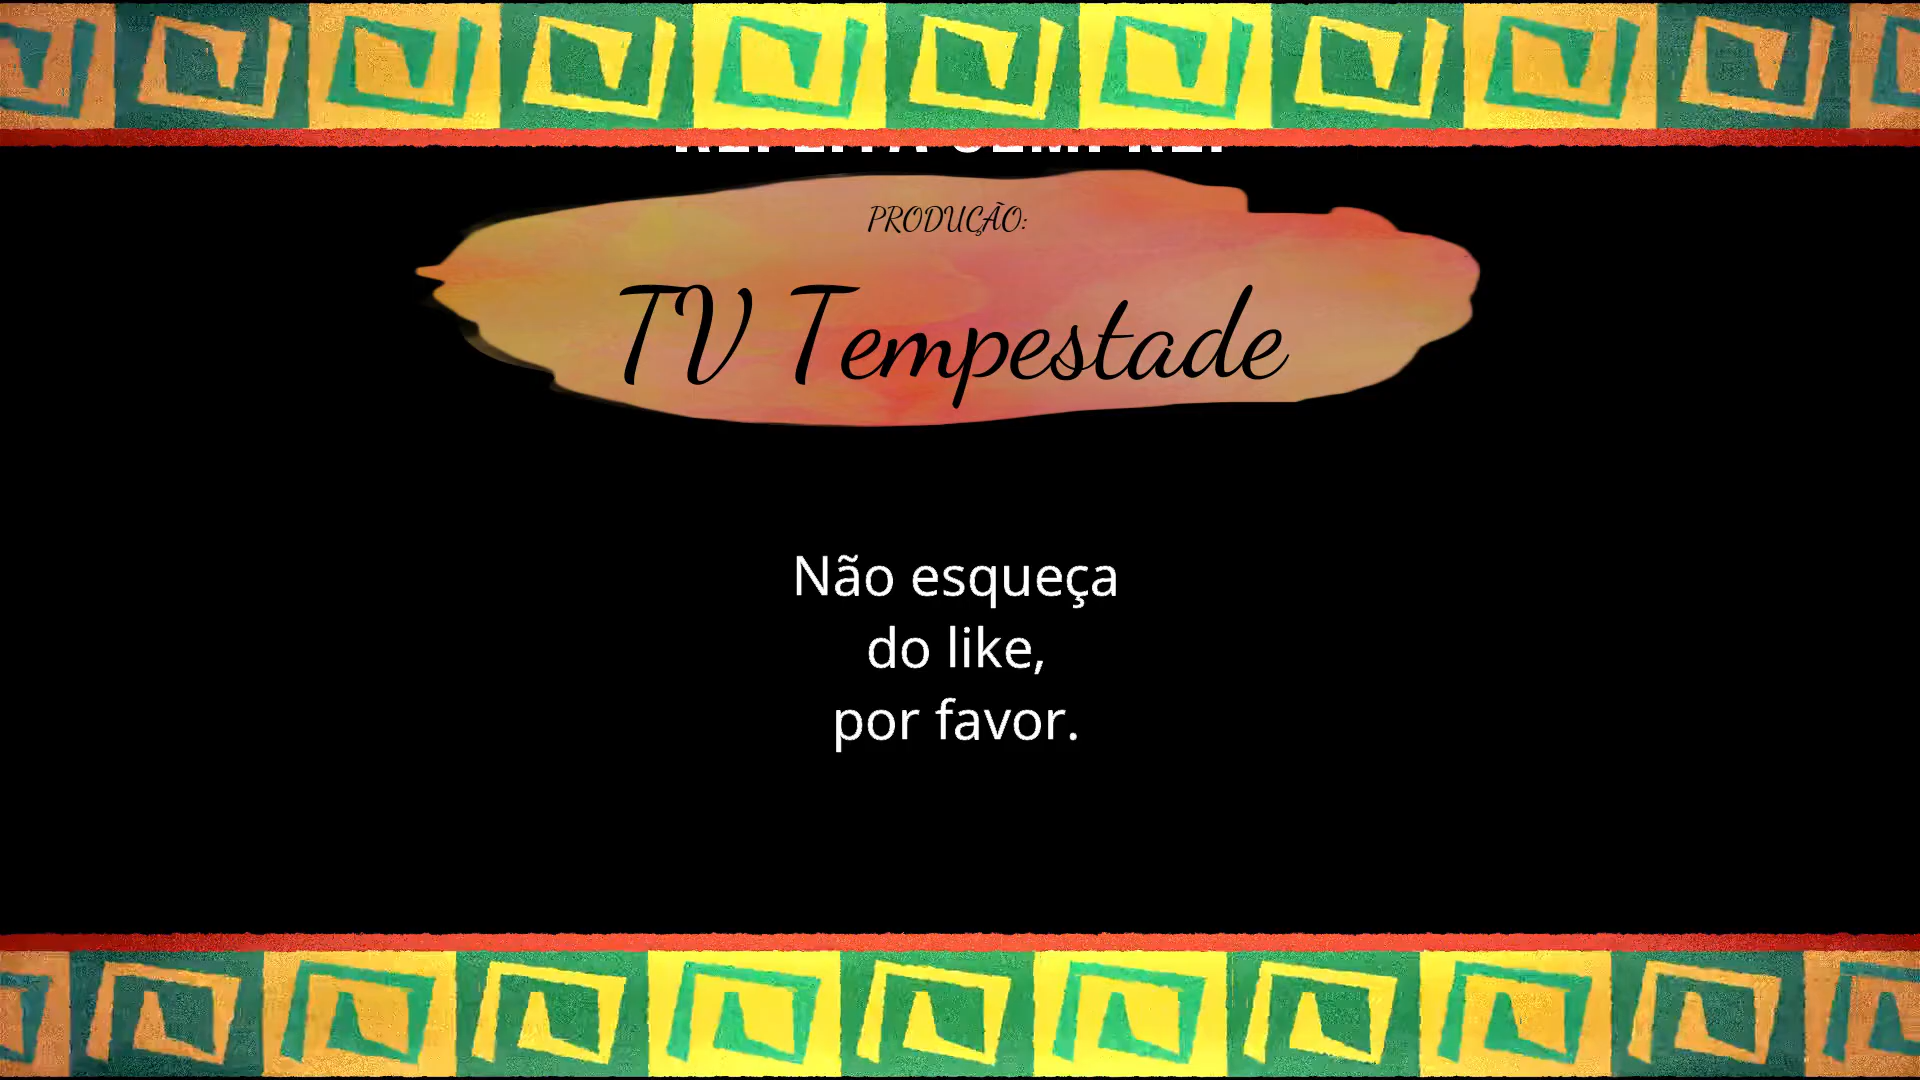 PRODUÇÃO:
TV Tempestade
Não esqueça
do like,
por favor.